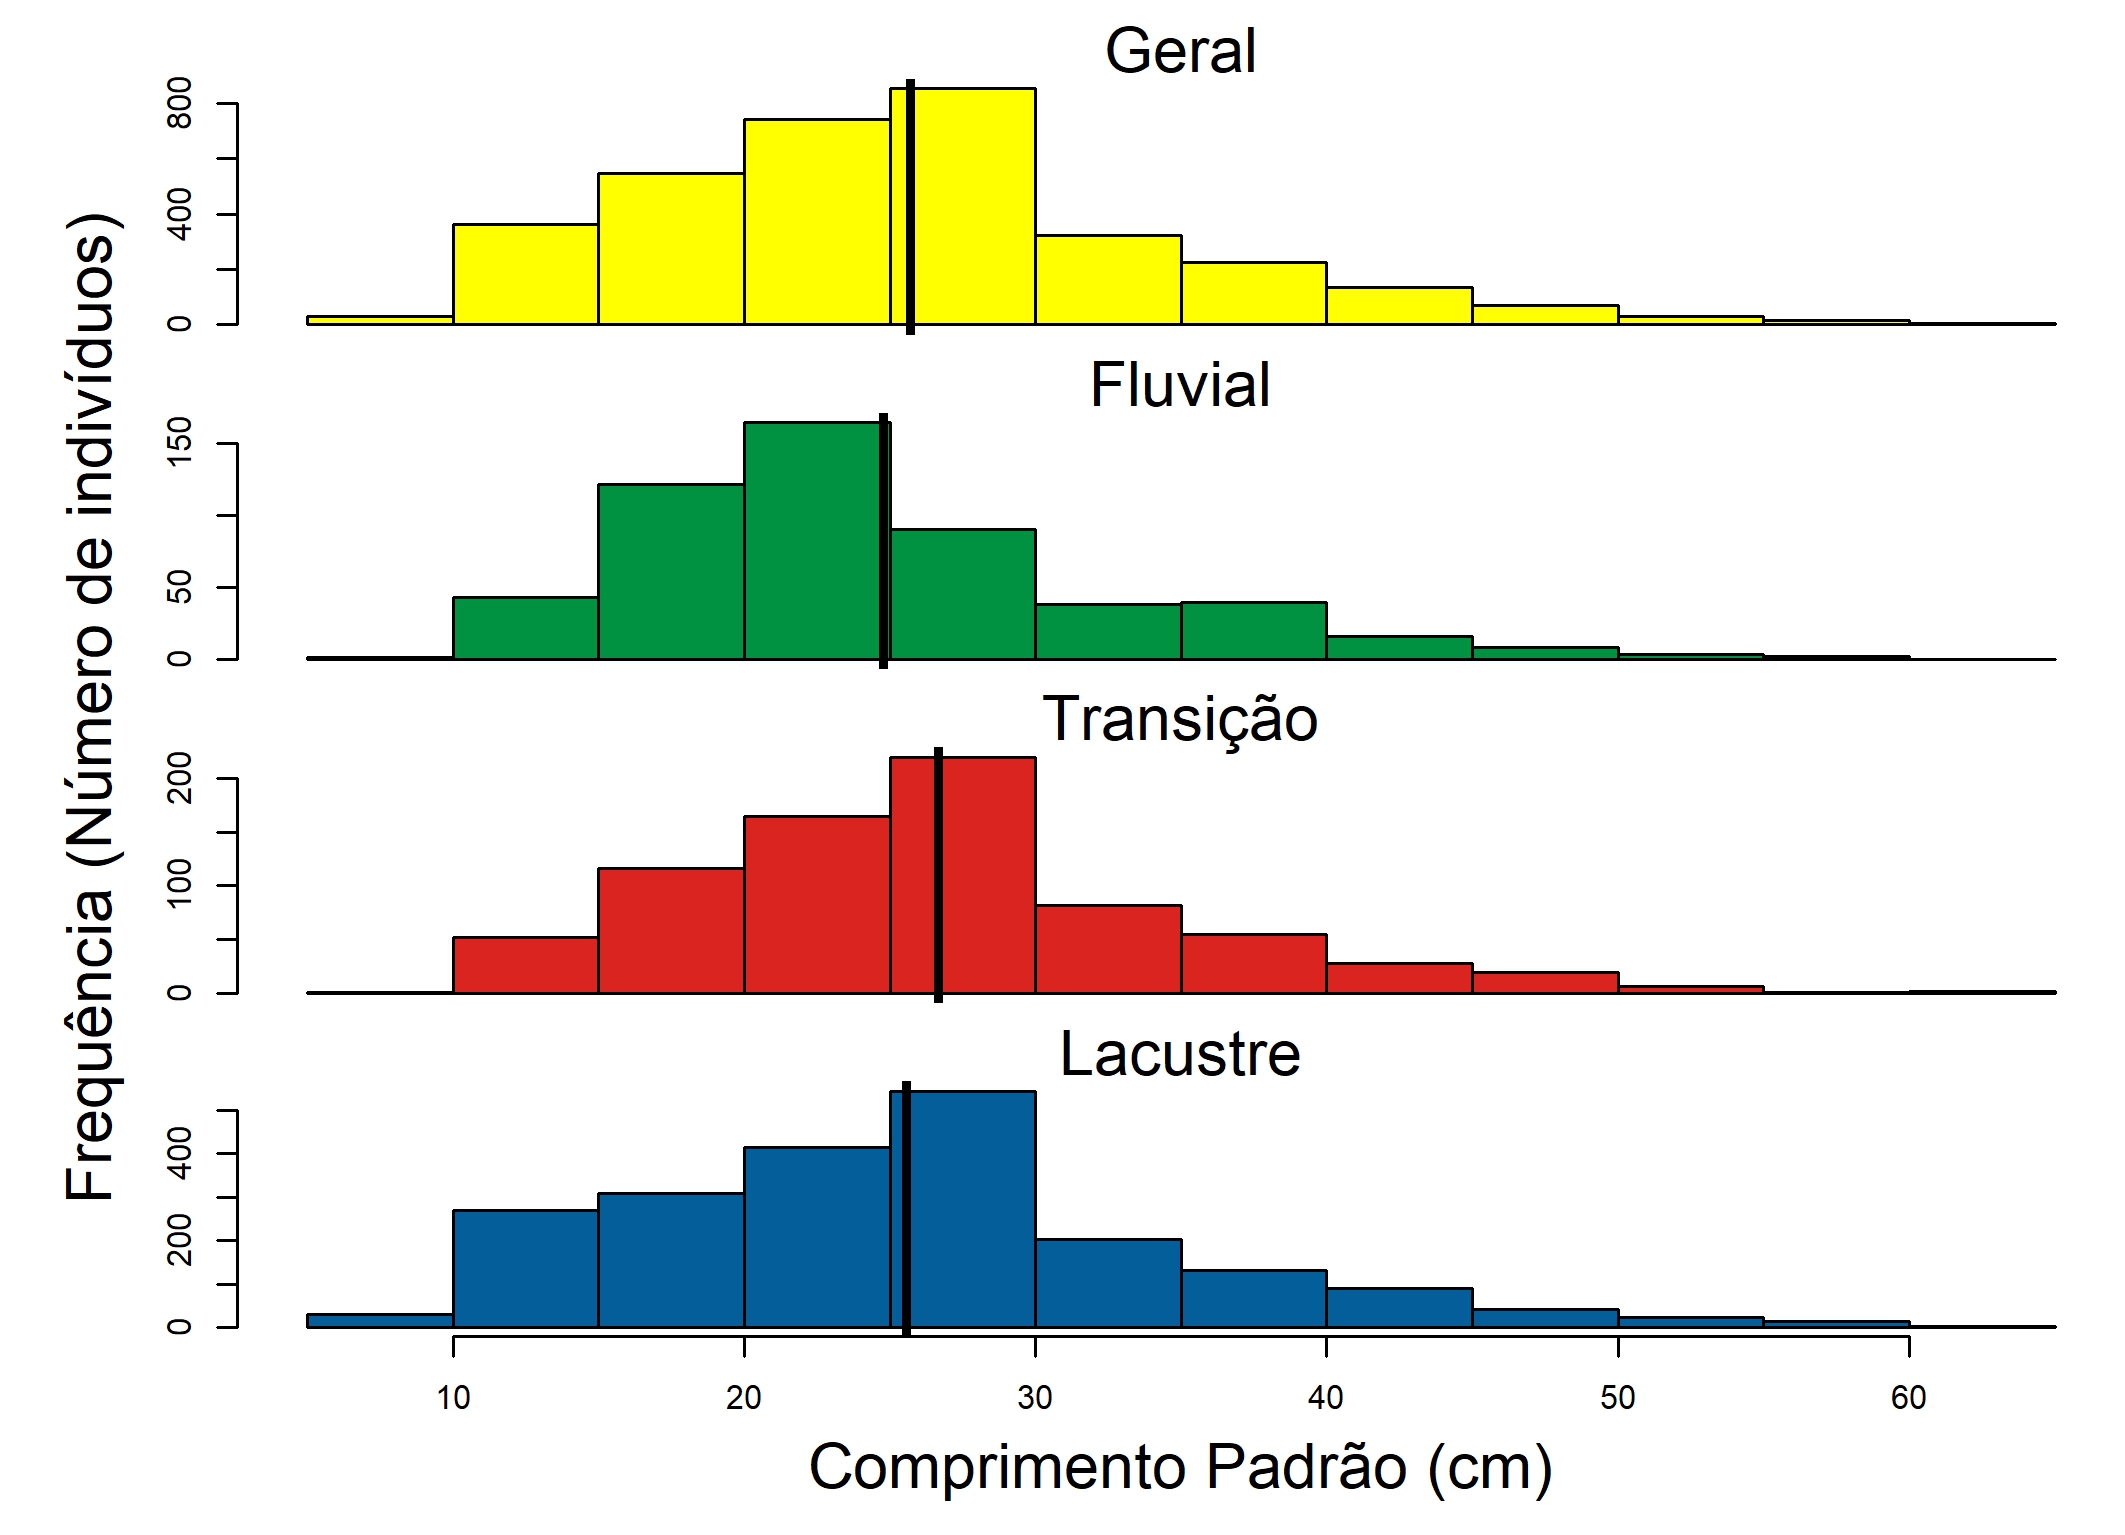 Geral
800
400
0
Fluvial
150
50
0
Transição
200
100
0
Lacustre
400
200
0
10 20 30 40 50 60
Comprimento Padrão (cm)
Frequência (Número de indivíduos)